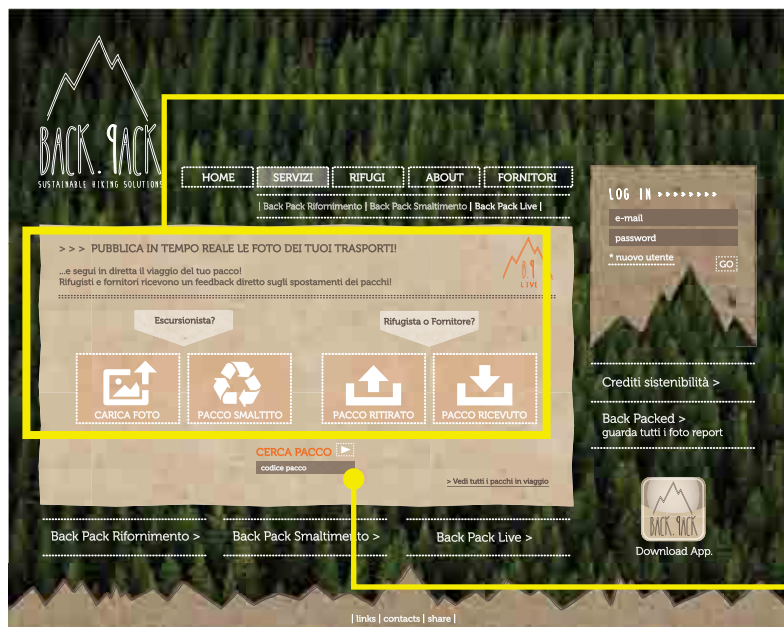 BACK.PACK
SUSTAINABLE HIKING SOLUTIONS
HOME
SERVIZI
RIFUGI
ABOUT
FORNITORI
| Back Pack Rifornimento | Back Pack Smaltimento | Back Pack Live |
LOG IN >>>>>>>>
e-mail
password
* nuovo utente
GO
> > > PUBBLICA IN TEMPO REALE LE FOTO DEI TUOI TRASPORTI!
...e segui in diretta il viaggio del tuo pacco!
Rifugisti e fornitori ricevono un feedback diretto sugli spostamenti dei pacchi!
B.P
LIVE
Escursionista?
Rifugista o Fornitore?
CARICA FOTO
PACCO SMALTITO
PACCO RITIRATO
PACCO RICEVUTO
CERCA PACCO
codice pacco
> Vedi tutti i pacchi in viaggio
Crediti sistenibilità >
Back Packed >
guarda tutti i foto report
BACK.PACK
Download App.
Back Pack Rifornimento >
Back Pack Smaltimento >
Back Pack Live >
| links | contacts | share |